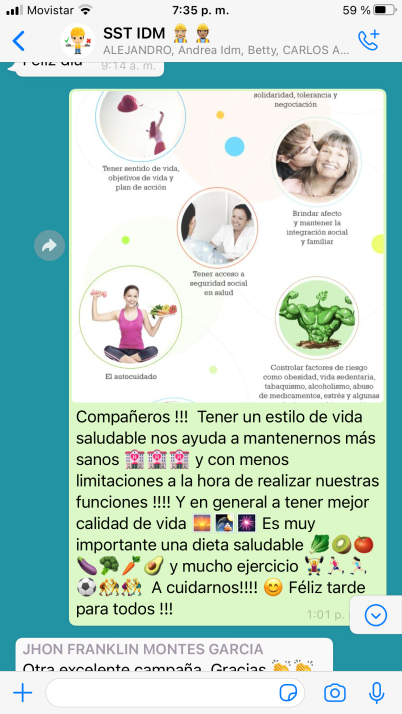 Movistar 7:35 p. m. 59 %
SST IDM
ALEJANDRO, Andrea Idm, Betty, CARLOS A...
Feliz día 9:14 a. m.
solidaridad, tolerancia y
negociación
Tener sentido de vida,
objetivos de vida y
plan de acción
Brindar afecto
y mantener la
integración social
y familiar
Tener acceso a
seguridad social
en salud
El autocuidado
Controlar factores de riesgo
como obesidad, vida sedentaria,
tabaquismo, alcoholismo, abuso
de medicamentos, estrés y algunas
Compañeros !!! Tener un estilo de vida
saludable nos ayuda a mantenernos más
sanos 🏩🏩🏩 y con menos
limitaciones a la hora de realizar nuestras
funciones !!!! Y en general a tener mejor
calidad de vida 🌅🌠🎆 Es muy
importante una dieta saludable 🥬🥝🍅
🍆🥦🥕🥑 y mucho ejercicio 🏋️🤾🏃
⚽🤼🤼 A cuidarnos!!!! 😊 Féliz tarde
para todos !!!
1:01 p.
JHON FRANKLIN MONTES GARCIA
Otra excelente campaña. Gracias 👏👏